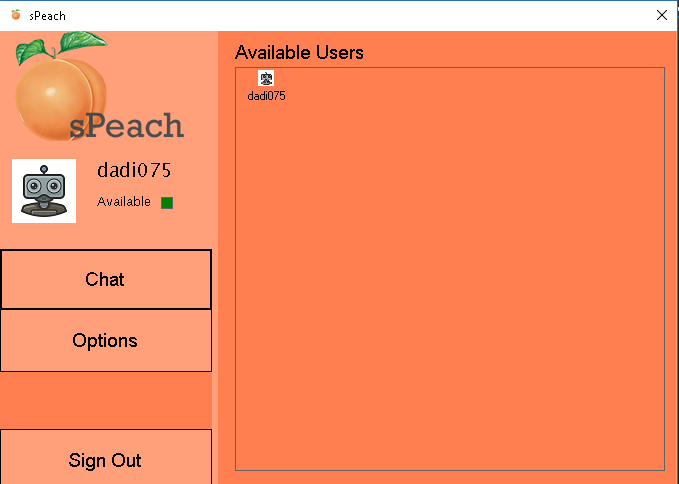 sPeach
sPeach
dadi075
Available
Chat
Options
Sign Out
Available Users
dadi075